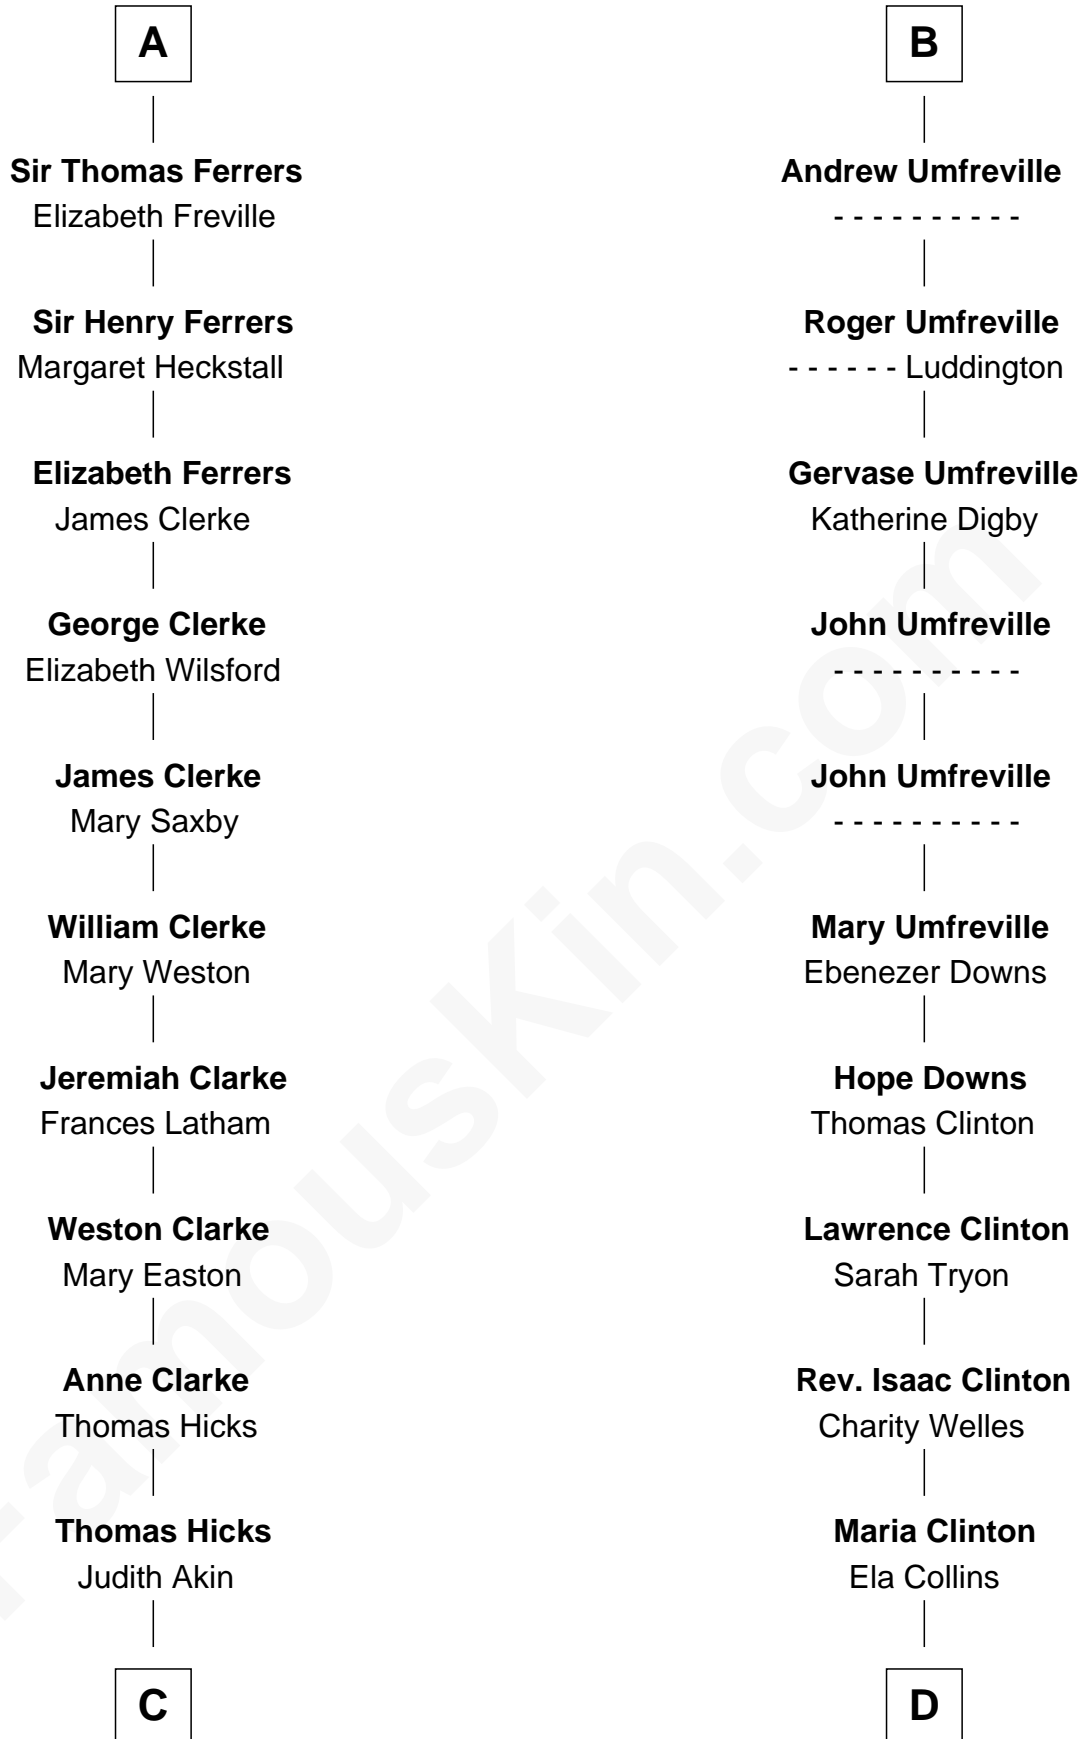 A
Sir Thomas Ferrers
Elizabeth Freville
Sir Henry Ferrers
Margaret Heckstall
Elizabeth Ferrers
James Clerke
George Clerke
Elizabeth Wilsford
James Clerke
Mary Saxby
William Clerke
Mary Weston
Jeremiah Clarke
Frances Latham
Weston Clarke
Mary Easton
Anne Clarke
Thomas Hicks
Thomas Hicks
Judith Akin
C
B
Andrew Umfreville
- - - - - - - - - -
Roger Umfreville
- - - - - - Luddington
Gervase Umfreville
Katherine Digby
John Umfreville
- - - - - - - - - -
John Umfreville
- - - - - - - - - -
Mary Umfreville
Ebenezer Downs
Hope Downs
Thomas Clinton
Lawrence Clinton
Sarah Tryon
Rev. Isaac Clinton
Charity Welles
Maria Clinton
Ela Collins
D
FamousKin.com